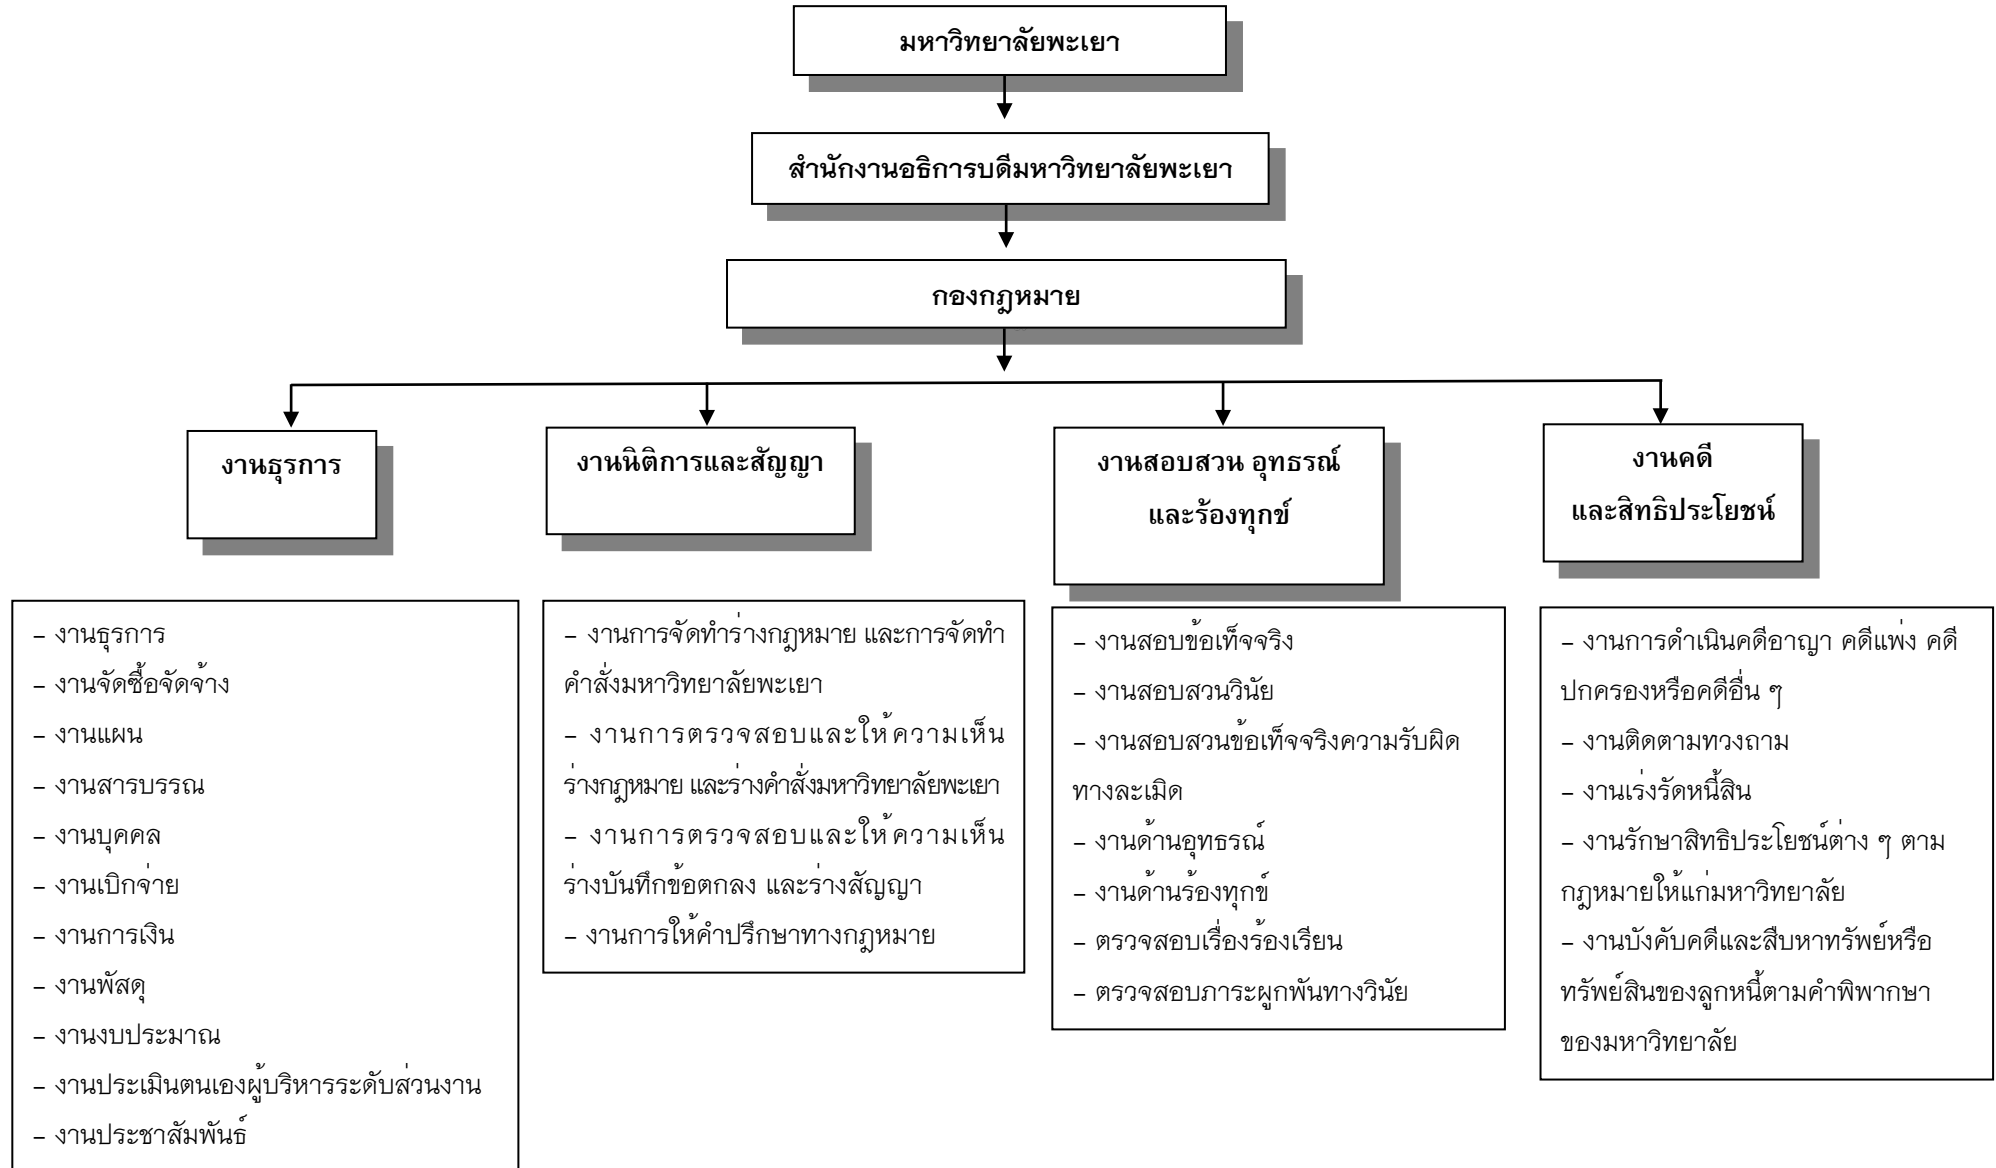 มหาวิทยาลัยพะเยา
สำนักงานอธิการบดีมหาวิทยาลัยพะเยา
กองกฎหมาย
งานธุรการ
งานนิติการและสัญญา
งานสอบสวน อุทธรณ์
และร้องทุกข์
งานคดี
และสิทธิประโยชน์
– งานธุรการ
– งานจัดซื้อจัดจ้าง
– งานแผน
– งานสารบรรณ
– งานบุคคล
– งานเบิกจ่าย
– งานการเงิน
– งานพัสดุ
– งานงบประมาณ
– งานประเมินตนเองผู้บริหารระดับส่วนงาน
– งานประชาสัมพันธ์
– งานการจัดทำร่างกฎหมาย และการจัดทำ
คำสั่งมหาวิทยาลัยพะเยา
– งานการตรวจสอบและให้ความเห็น
ร่างกฎหมาย และร่างคำสั่งมหาวิทยาลัยพะเยา
– งานการตรวจสอบและให้ความเห็น
ร่างบันทึกข้อตกลง และร่างสัญญา
– งานการให้คำปรึกษาทางกฎหมาย
– งานสอบข้อเท็จจริง
– งานสอบสวนวินัย
– งานสอบสวนข้อเท็จจริงความรับผิด
ทางละเมิด
– งานด้านอุทธรณ์
– งานด้านร้องทุกข์
– ตรวจสอบเรื่องร้องเรียน
– ตรวจสอบภาระผูกพันทางวินัย
– งานการดำเนินคดีอาญา คดีแพ่ง คดี
ปกครองหรือคดีอื่น ๆ
– งานติดตามทวงถาม
– งานเร่งรัดหนี้สิน
– งานรักษาสิทธิประโยชน์ต่าง ๆ ตาม
กฎหมายให้แก่มหาวิทยาลัย
– งานบังคับคดีและสืบหาทรัพย์หรือ
ทรัพย์สินของลูกหนี้ตามคำพิพากษา
ของมหาวิทยาลัย